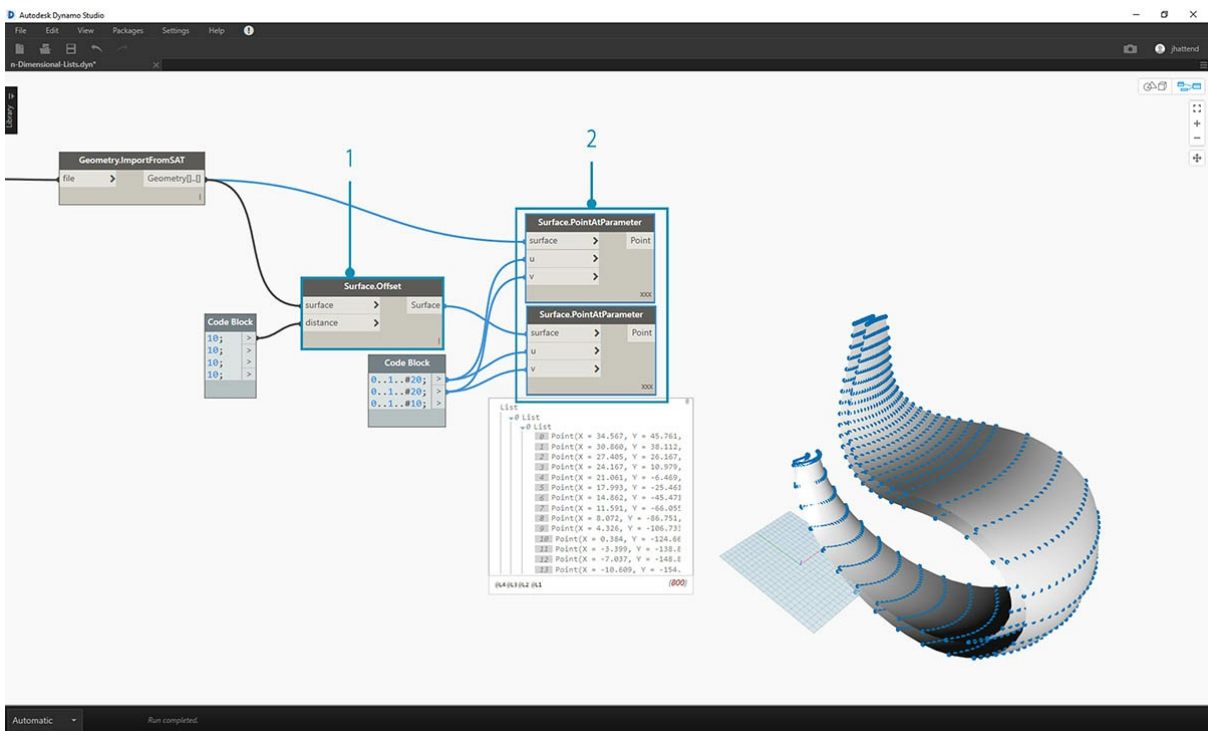 Autodesk Dynamo Studio
File Edit View Packages Settings Help
jhattend
n-Dimensional-Lists.dyn*
Library
1
2
Geometry.ImportFromSAT
file > Geometry[]..[]
Surface.PointAtParameter
surface > Point
u >
v >
xxx
Surface.Offset
surface > Surface
distance >
Surface.PointAtParameter
surface > Point
u >
v >
xxx
Code Block
10; >
10; >
10; >
10; >
Code Block
0..1..#20; >
0..1..#20; >
0..1..#10; >
List
0 List
0 List
0 Point(X = 34.567, Y = 45.761,
1 Point(X = 30.860, Y = 38.112,
2 Point(X = 27.405, Y = 26.167,
3 Point(X = 24.167, Y = 10.979,
4 Point(X = 21.061, Y = -6.469,
5 Point(X = 17.993, Y = -25.461
6 Point(X = 14.862, Y = -45.471
7 Point(X = 11.591, Y = -66.055
8 Point(X = 8.072, Y = -86.751,
9 Point(X = 4.326, Y = -106.735
10 Point(X = 0.384, Y = -124.66
11 Point(X = -3.399, Y = -138.8
12 Point(X = -7.037, Y = -148.8
13 Point(X = -10.609, Y = -154.
@L4 @L3 @L2 @L1 {800}
Automatic Run completed.